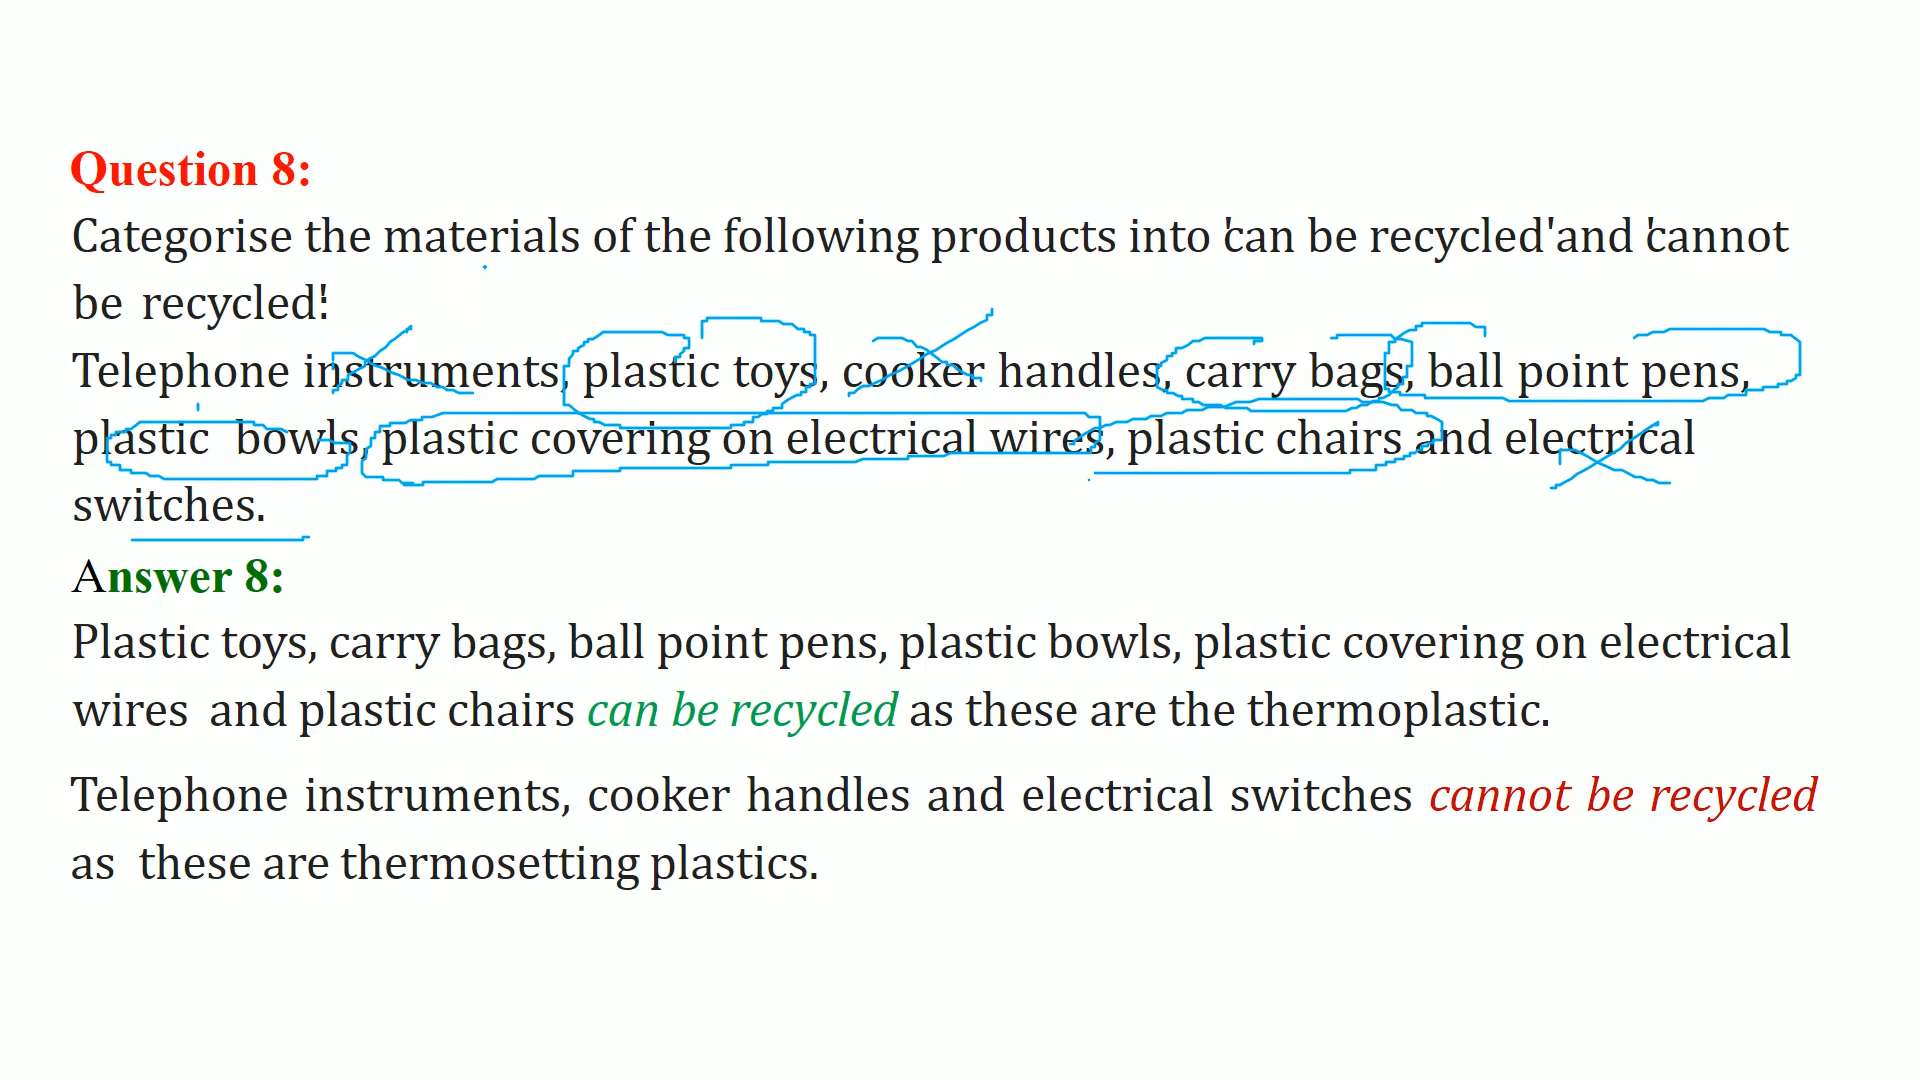 Question 8:
Categorise the materials of the following products into 'can be recycled'and 'cannot
be recycled!
Telephone instruments, plastic toys, cooker handles, carry bags, ball point pens,
plastic bowls, plastic covering on electrical wires, plastic chairs and electrical
switches.
Answer 8:
Plastic toys, carry bags, ball point pens, plastic bowls, plastic covering on electrical
wires and plastic chairs can be recycled as these are the thermoplastic.
Telephone instruments, cooker handles and electrical switches cannot be recycled
as these are thermosetting plastics.